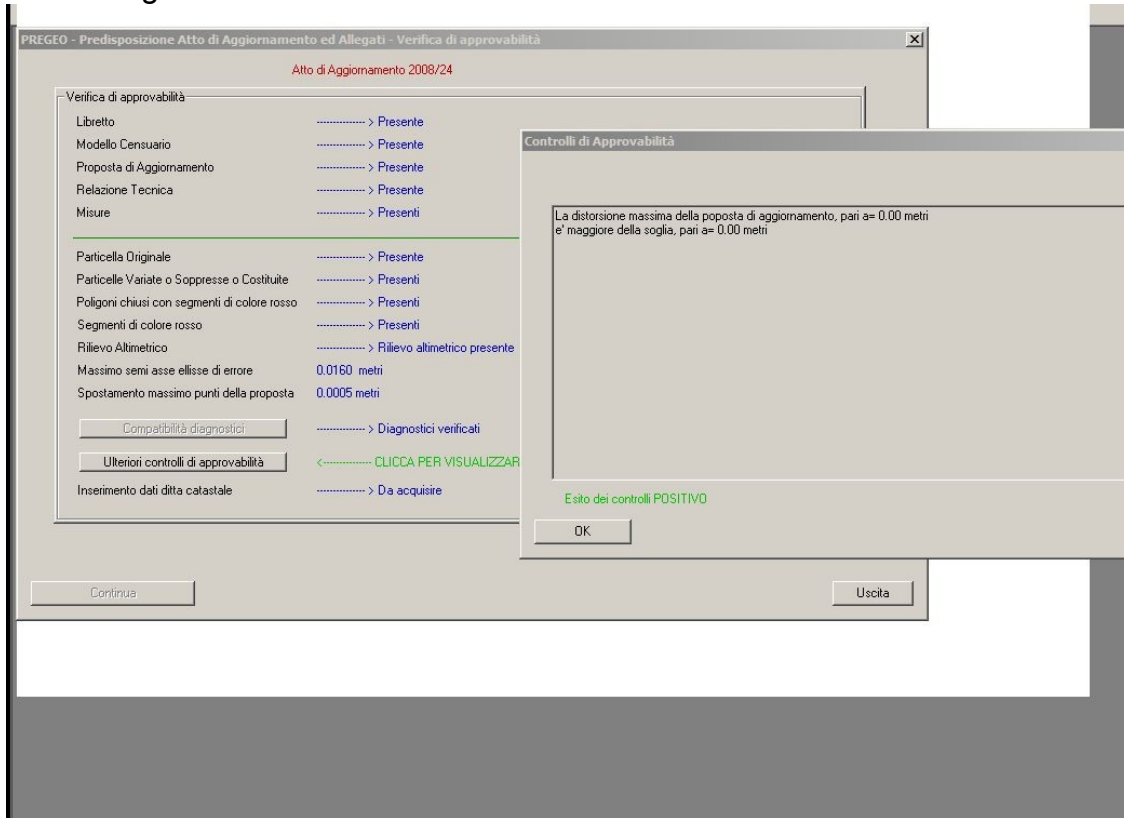 PREGEO - Predisposizione Atto di Aggiornamento ed Allegati - Verifica di approvabilità
Atto di Aggiornamento 2008/24
Verifica di approvabilità
Libretto -------------- > Presente
Modello Censuario -------------- > Presente
Proposta di Aggiornamento -------------- > Presente
Relazione Tecnica -------------- > Presente
Misure -------------- > Presenti
Particella Originale -------------- > Presente
Particelle Variate o Soppresse o Costituite -------------- > Presenti
Poligoni chiusi con segmenti di colore rosso -------------- > Presenti
Segmenti di colore rosso -------------- > Presenti
Rilievo Altimetrico -------------- > Rilievo altimetrico presente
Massimo semi asse ellisse di errore 0.0160 metri
Spostamento massimo punti della proposta 0.0005 metri
Compatibilità diagnostici -------------- > Diagnostici verificati
Ulteriori controlli di approvabilità <-------------- CLICCA PER VISUALIZZAR
Inserimento dati ditta catastale -------------- > Da acquisire
Continua
Uscita
Controlli di Approvabilità
La distorsione massima della poposta di aggiornamento, pari a= 0.00 metri
e' maggiore della soglia, pari a= 0.00 metri
Esito dei controlli POSITIVO
OK